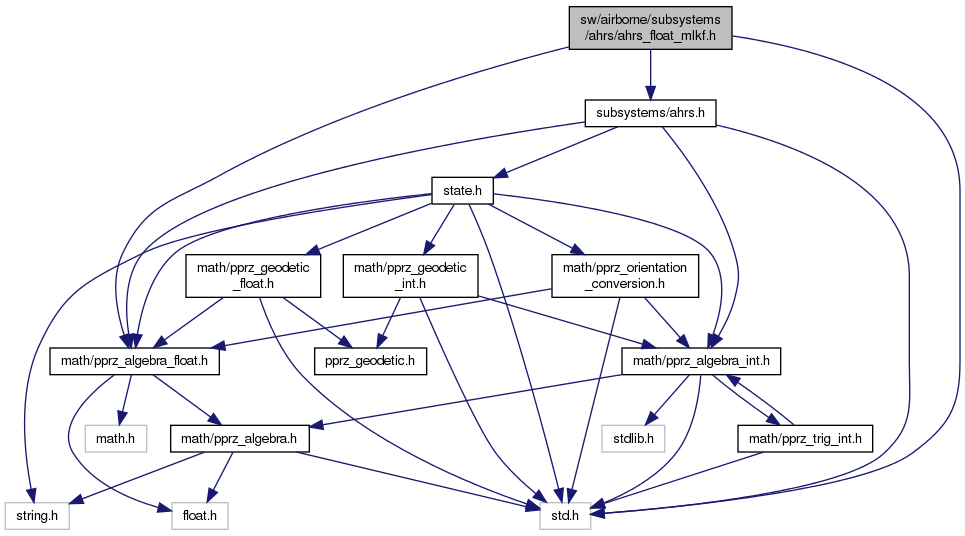 sw/airborne/subsystems
/ahrs/ahrs_float_mlkf.h
subsystems/ahrs.h
state.h
math/pprz_geodetic
_float.h
math/pprz_geodetic
_int.h
math/pprz_orientation
_conversion.h
math/pprz_algebra_float.h
pprz_geodetic.h
math/pprz_algebra_int.h
math.h
math/pprz_algebra.h
stdlib.h
math/pprz_trig_int.h
string.h
float.h
std.h